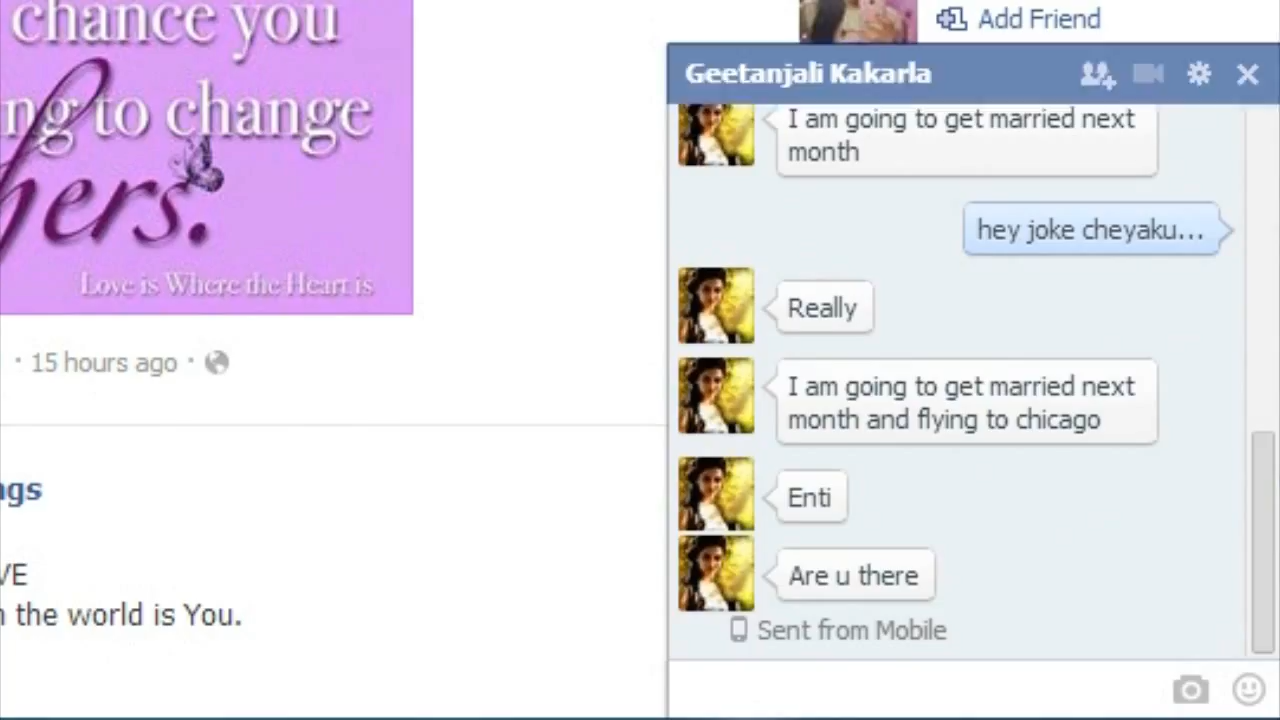 chance you
ng to change
hers.
Love is Where the Heart is
· 15 hours ago ·
ngs
VE
n the world is You.
Add Friend
Geetanjali Kakarla
I am going to get married next
month
hey joke cheyaku...
Really
I am going to get married next
month and flying to chicago
Enti
Are u there
Sent from Mobile